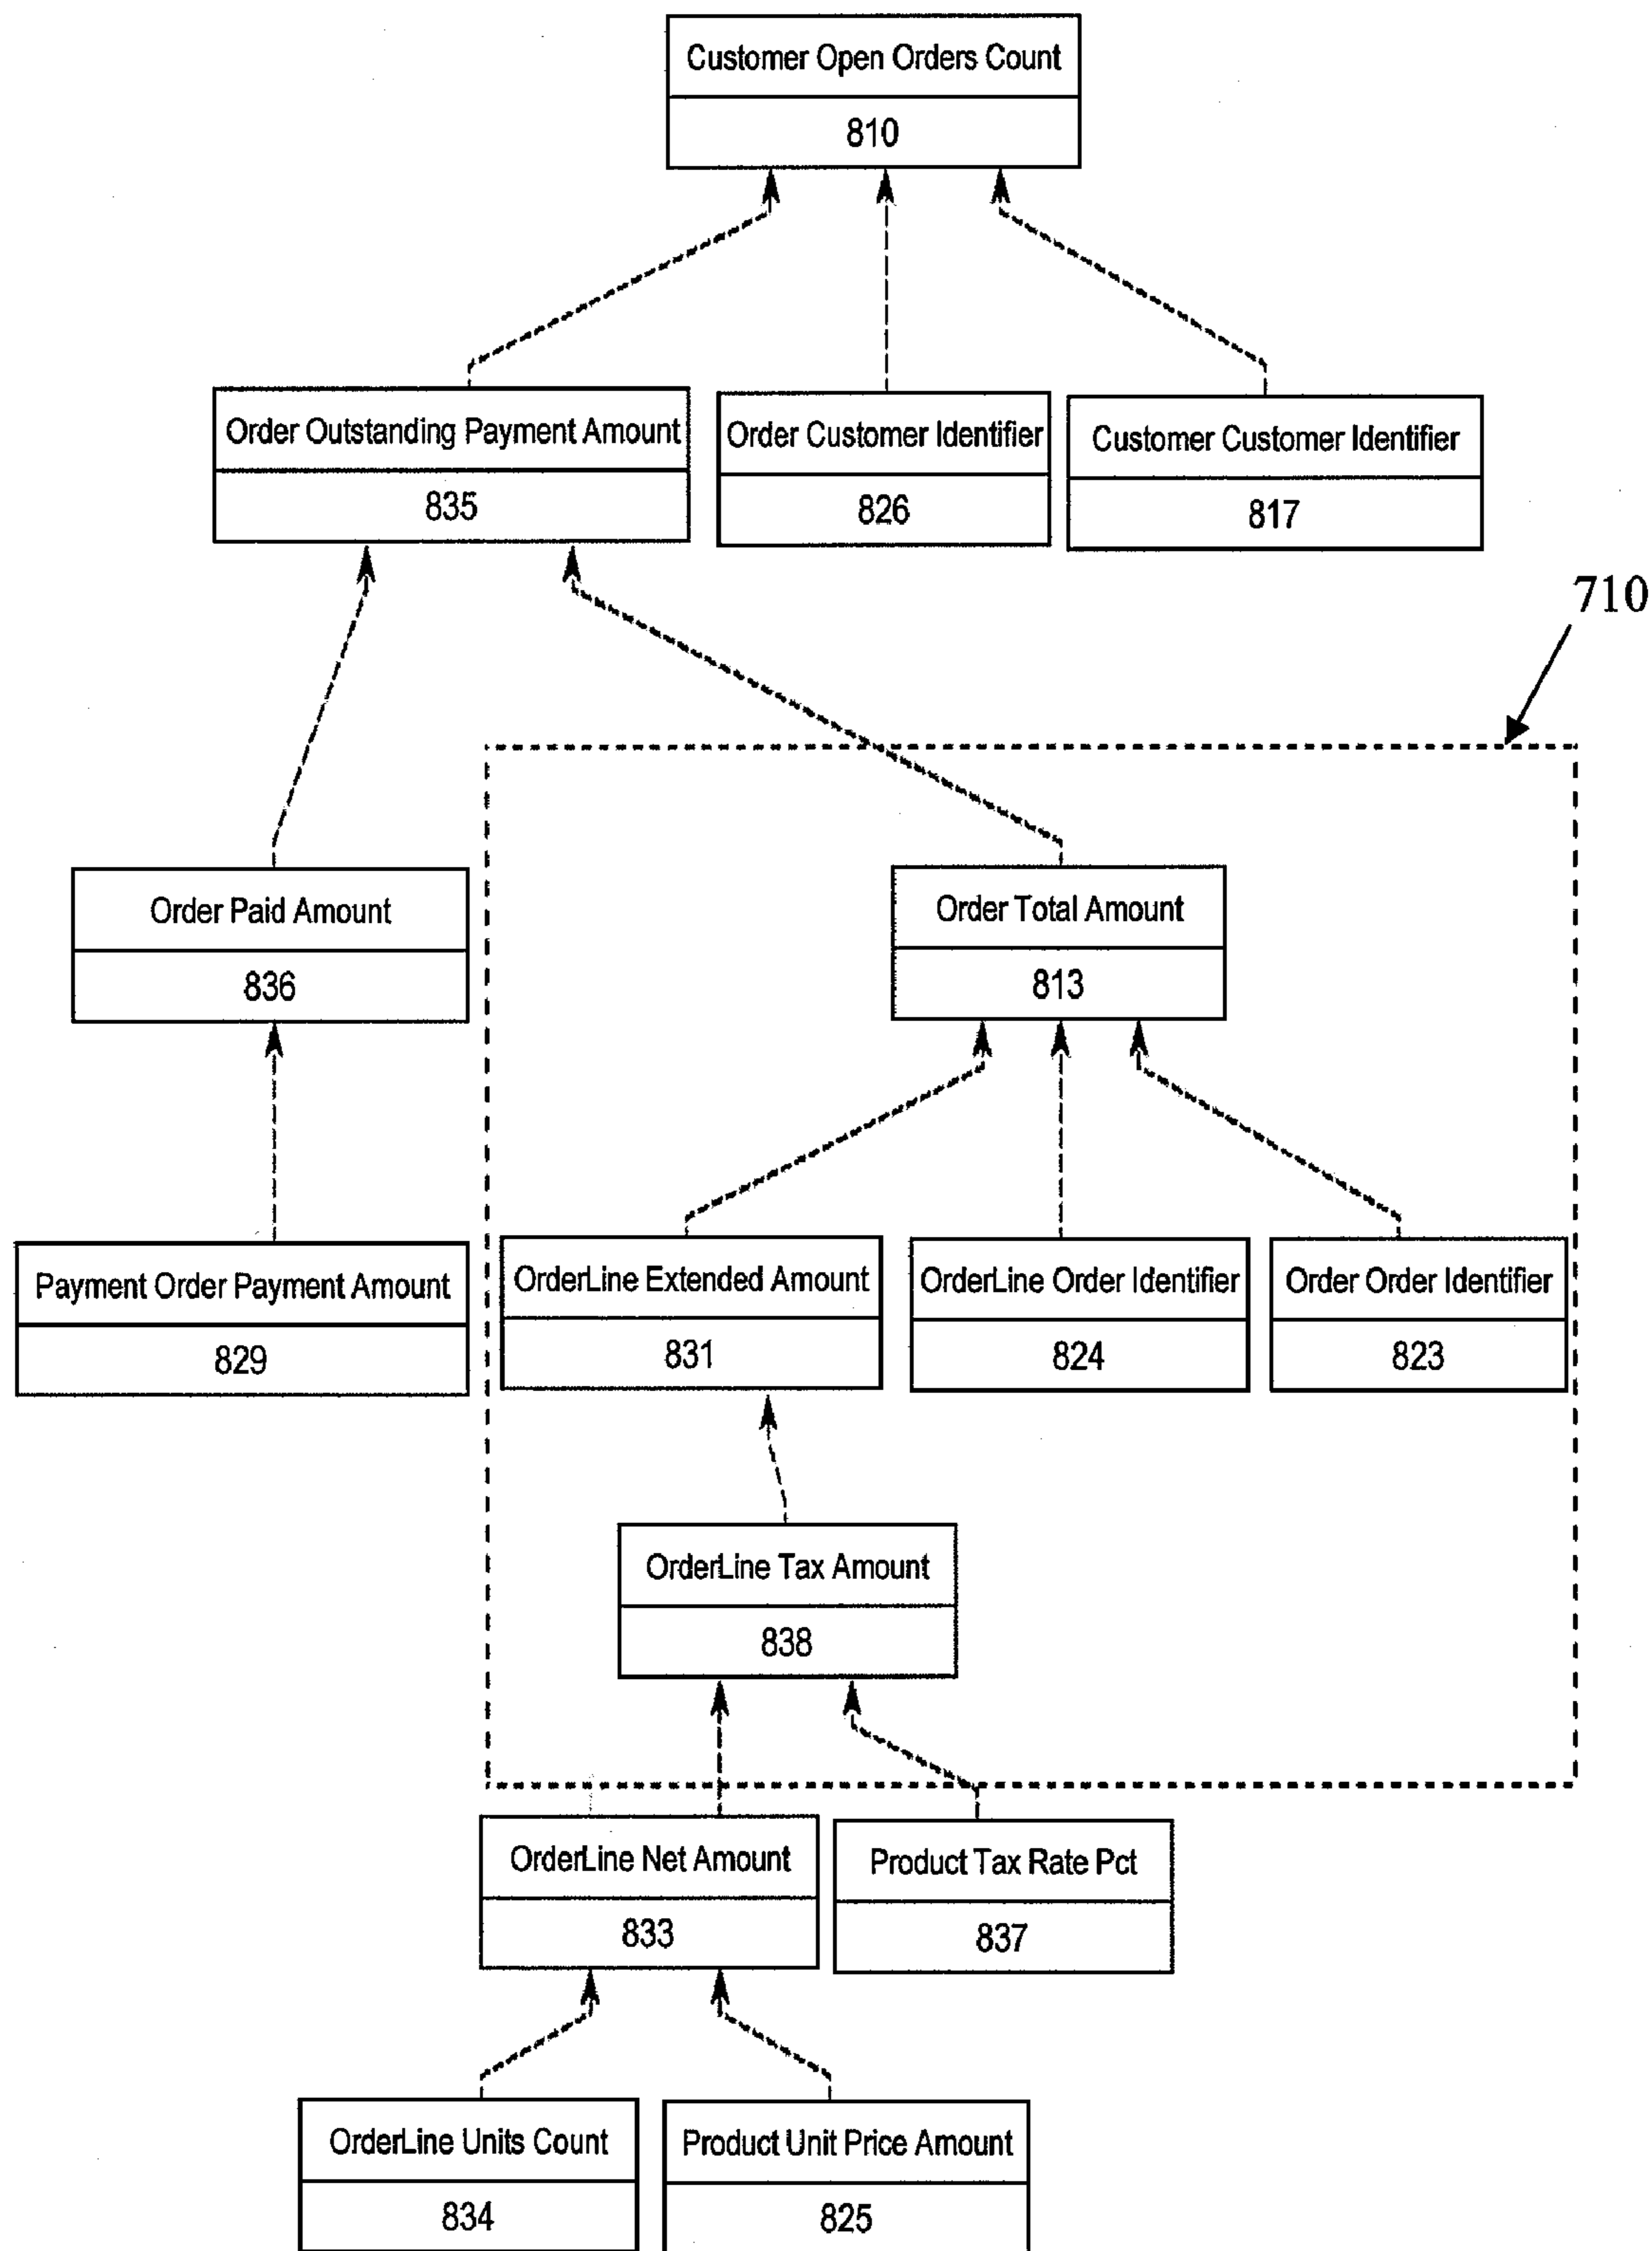 Customer Open Orders Count
810
Order Outstanding Payment Amount
835
Order Customer Identifier
826
Customer Customer Identifier
817
710
Order Paid Amount
836
Order Total Amount
813
Payment Order Payment Amount
829
OrderLine Extended Amount
831
OrderLine Order Identifier
824
Order Order Identifier
823
OrderLine Tax Amount
838
OrderLine Net Amount
833
Product Tax Rate Pct
837
OrderLine Units Count
834
Product Unit Price Amount
825